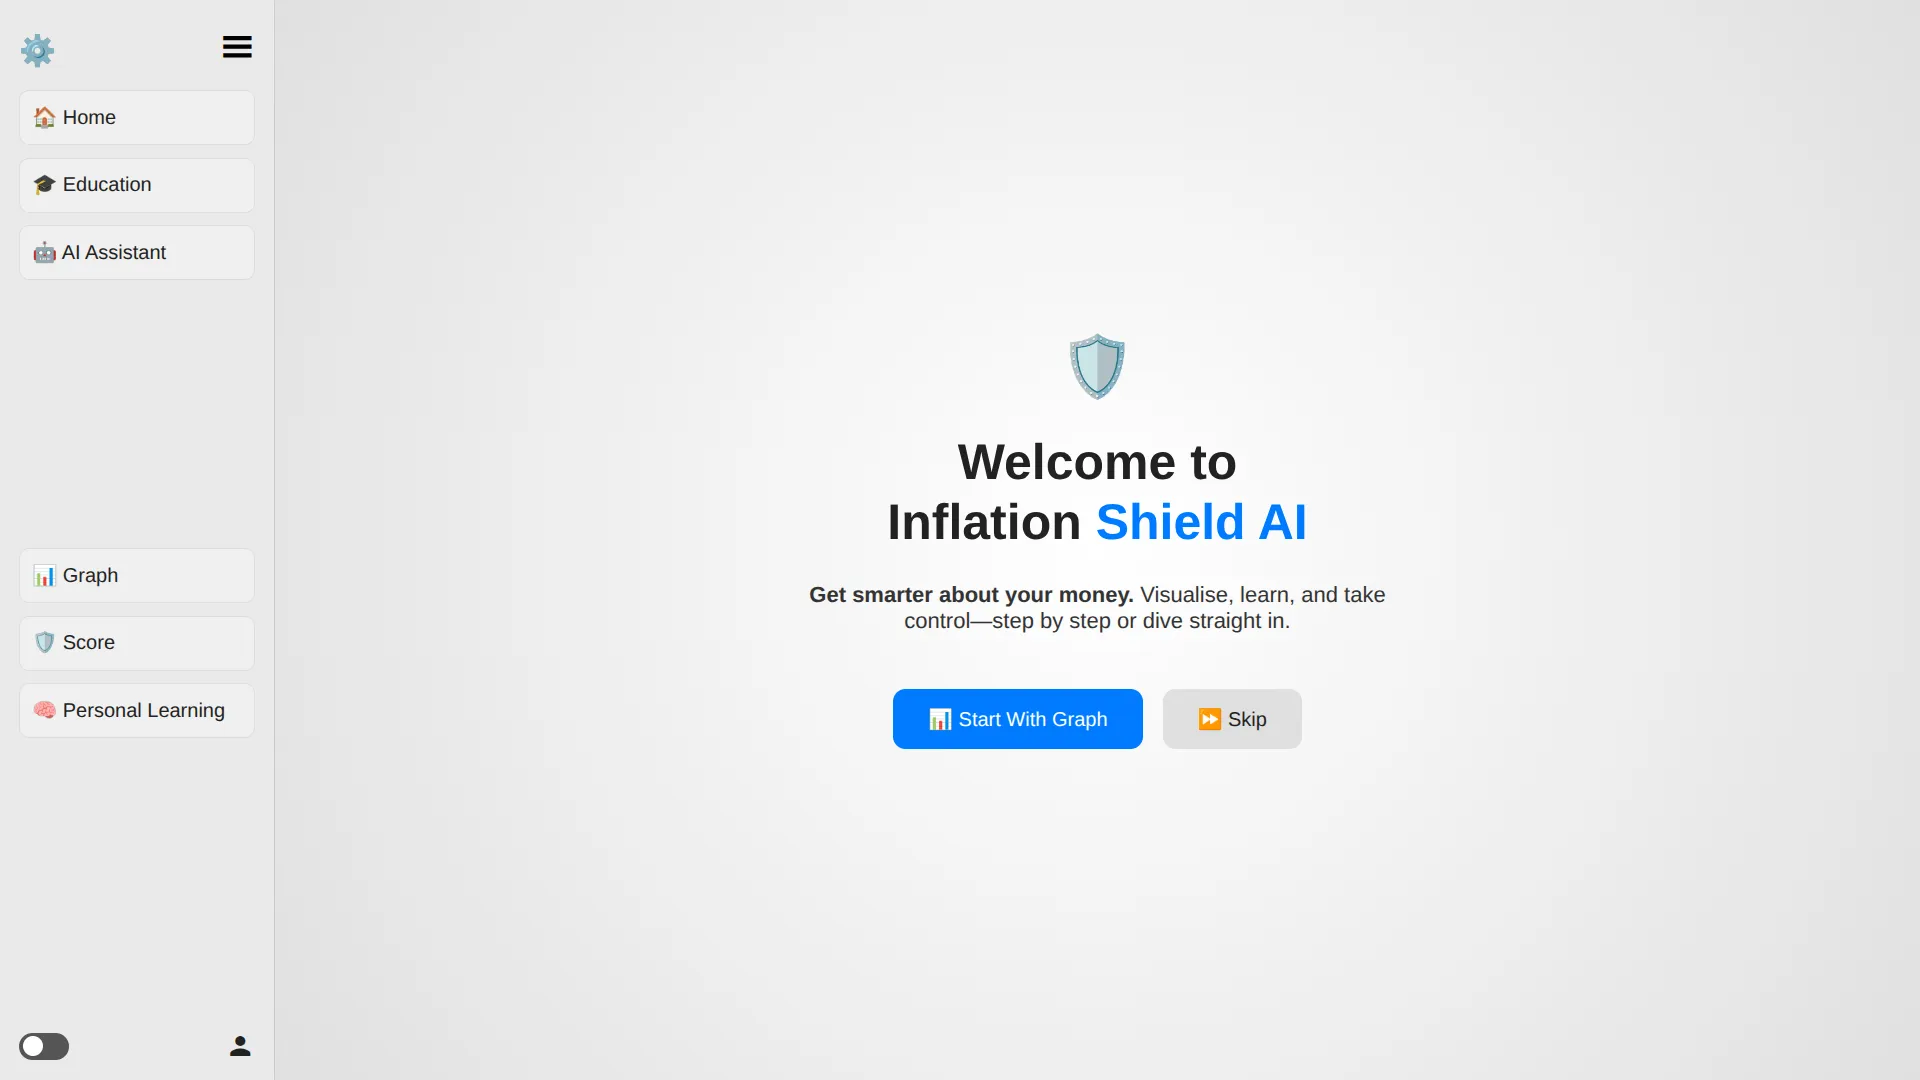 Home
Education
AI Assistant
Graph
Score
Personal Learning
Welcome to
Inflation Shield AI
Get smarter about your money. Visualise, learn, and take
control—step by step or dive straight in.
Start With Graph
Skip